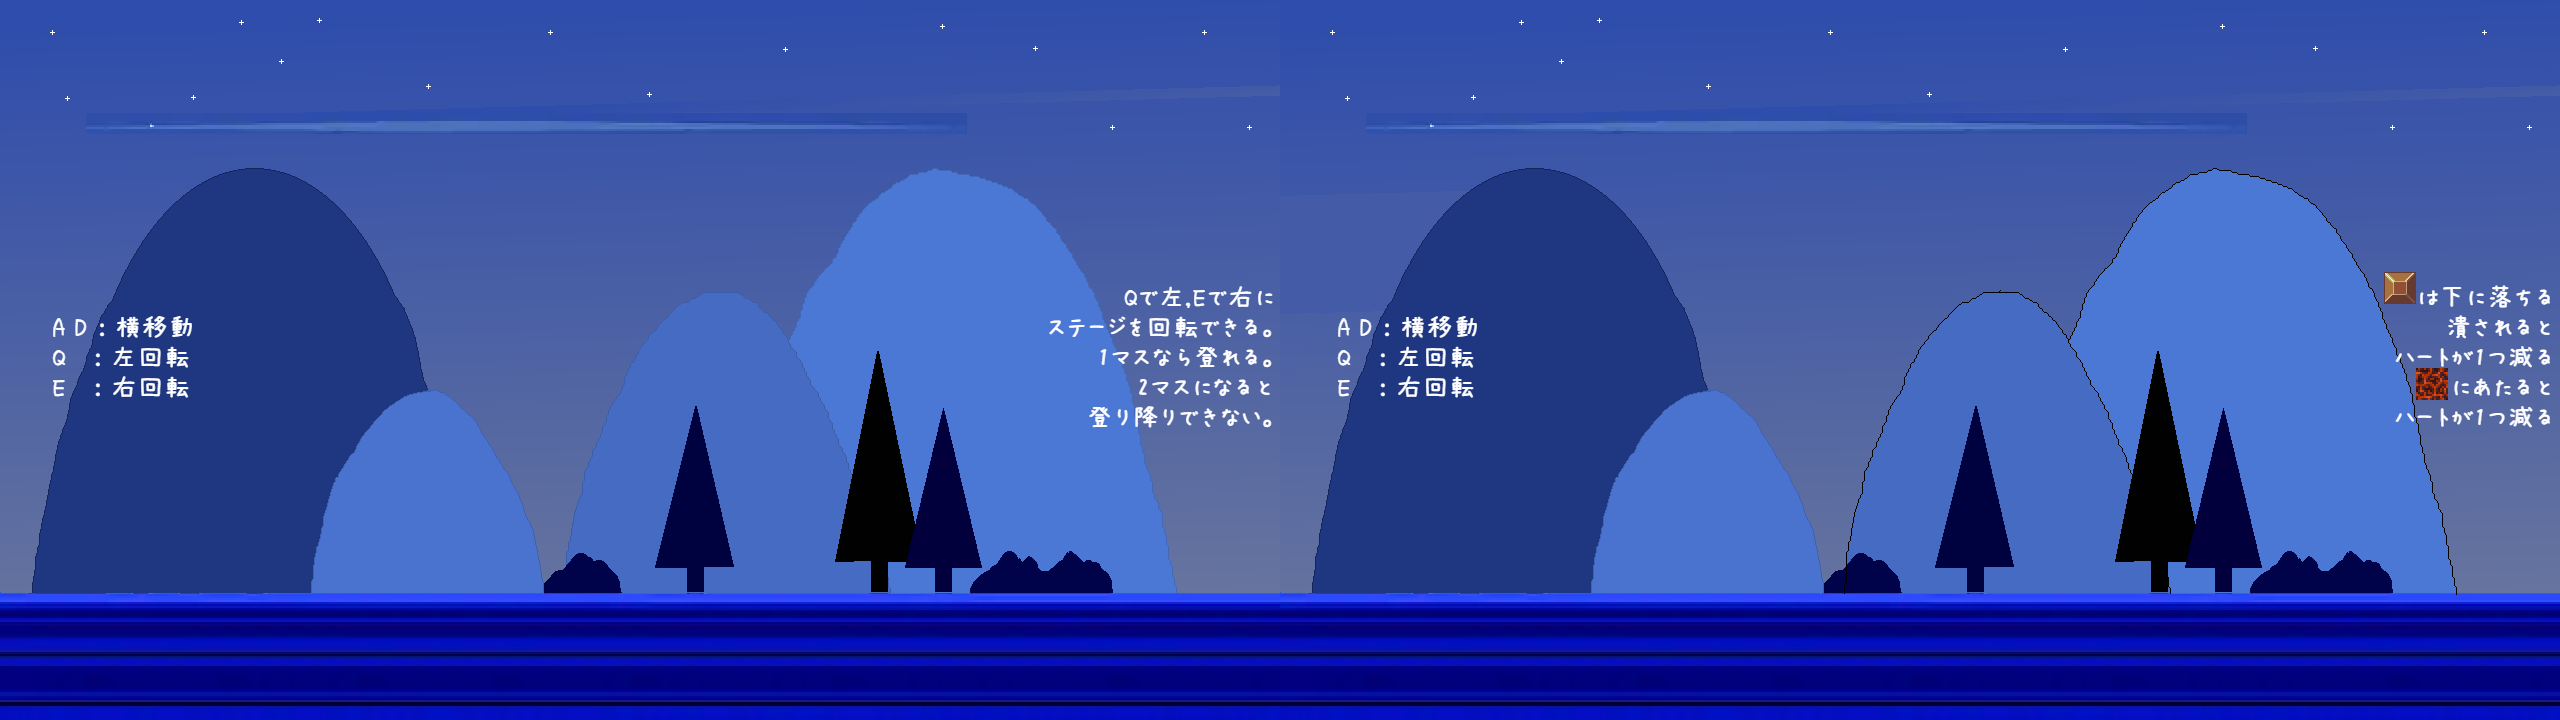 AD:横移動
Q :左回転
E :右回転
Qで左,Eで右に
ステージを回転できる。
1マスなら登れる。
2マスになると
登り降りできない。
AD:横移動
Q :左回転
E :右回転
は下に落ちる
潰されると
ハートが1つ減る
にあたると
ハートが1つ減る